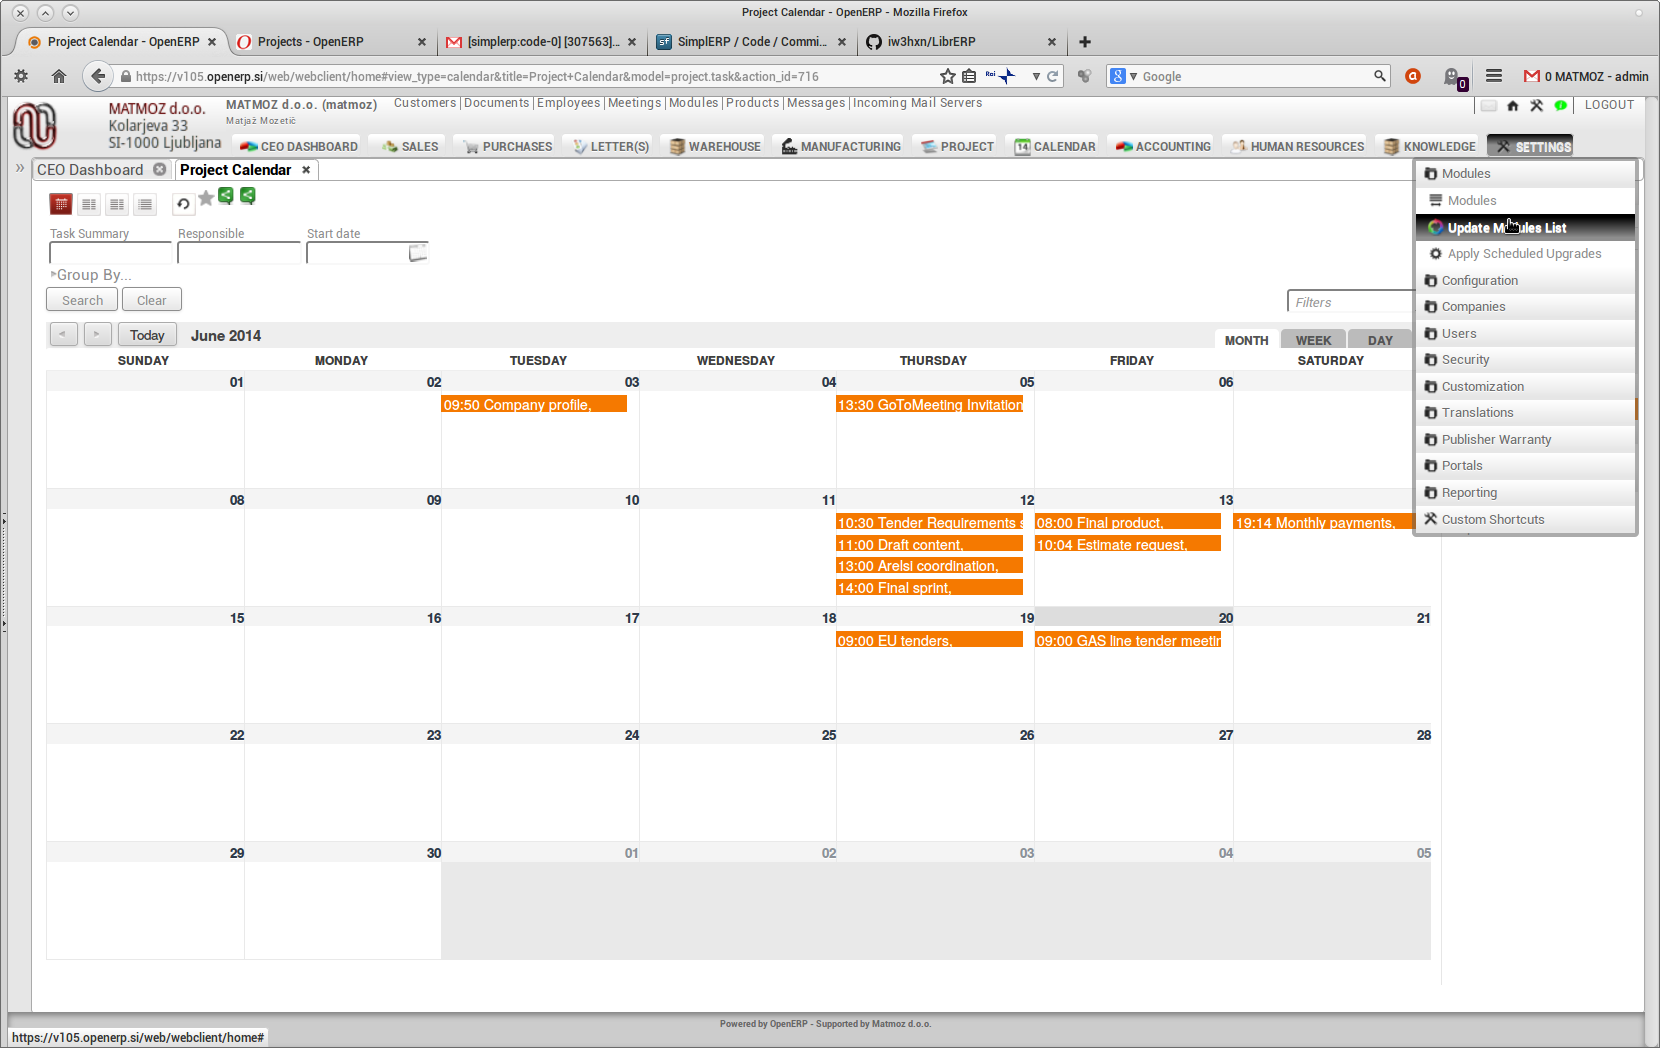 Project Calendar - OpenERP - Mozilla Firefox
Project Calendar - OpenERP
Projects - OpenERP
[simplerp:code-0] [307563]...
SimplERP / Code / Commi...
iw3hxn/LibrERP
https://v105.openerp.si/web/webclient/home#view_type=calendar&title=Project+Calendar&model=project.task&action_id=716
Google
0 MATMOZ - admin
MATMOZ d.o.o.
Kolarjeva 33
SI-1000 Ljubljana
MATMOZ d.o.o. (matmoz)
Matjaž Mozetič
Customers | Documents | Employees | Meetings | Modules | Products | Messages | Incoming Mail Servers
LOGOUT
CEO DASHBOARD
SALES
PURCHASES
LETTER(S)
WAREHOUSE
MANUFACTURING
PROJECT
CALENDAR
ACCOUNTING
HUMAN RESOURCES
KNOWLEDGE
SETTINGS
CEO Dashboard
Project Calendar
Modules
Modules
Update Modules List
Apply Scheduled Upgrades
Configuration
Companies
Users
Security
Customization
Translations
Publisher Warranty
Portals
Reporting
Custom Shortcuts
Task Summary
Responsible
Start date
Group By...
Search
Clear
Filters
Today
June 2014
MONTH
WEEK
DAY
SUNDAY MONDAY TUESDAY WEDNESDAY THURSDAY FRIDAY SATURDAY
01 02 03 04 05 06
09:50 Company profile,
13:30 GoToMeeting Invitation
08 09 10 11 12 13
10:30 Tender Requirements s
11:00 Draft content,
13:00 Arelsi coordination,
14:00 Final sprint,
08:00 Final product,
10:04 Estimate request,
19:14 Monthly payments,
15 16 17 18 19 20 21
09:00 EU tenders,
09:00 GAS line tender meetin
22 23 24 25 26 27 28
29 30 01 02 03 04 05
Powered by OpenERP - Supported by Matmoz d.o.o.
https://v105.openerp.si/web/webclient/home#